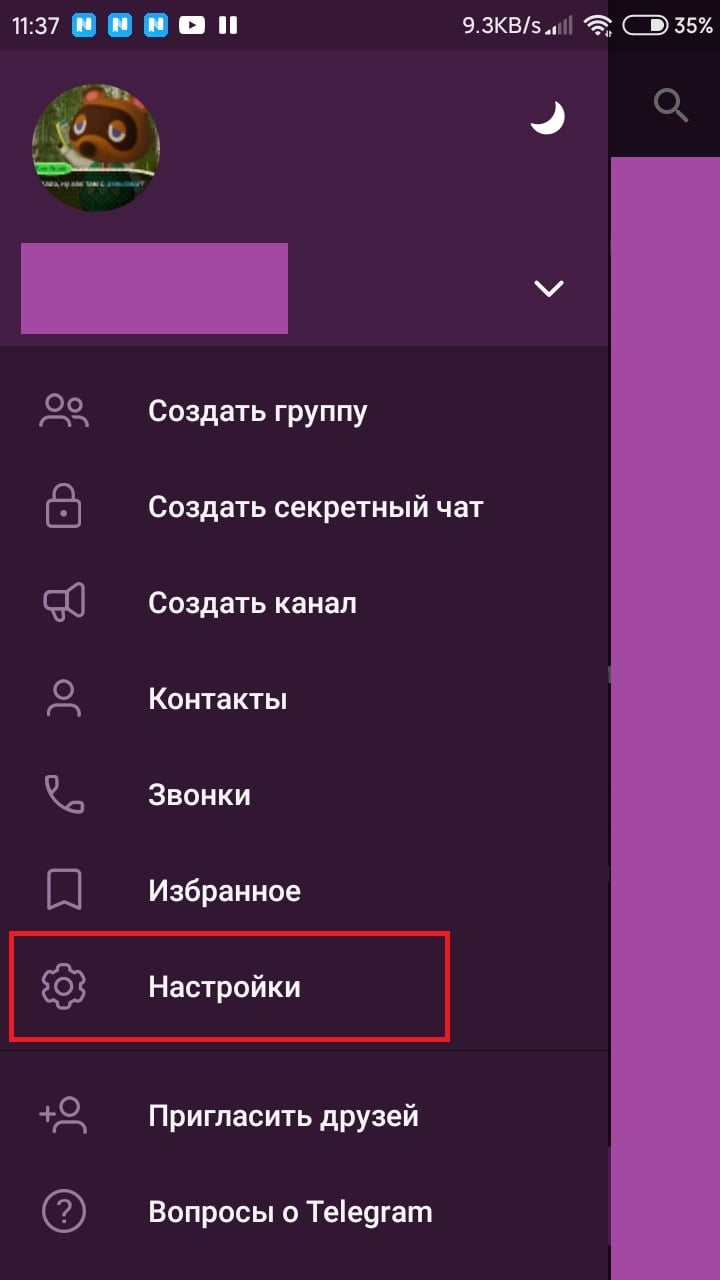 11:37 9.3KB/s 35%
Создать группу
Создать секретный чат
Создать канал
Контакты
Звонки
Избранное
Настройки
Пригласить друзей
Вопросы о Telegram